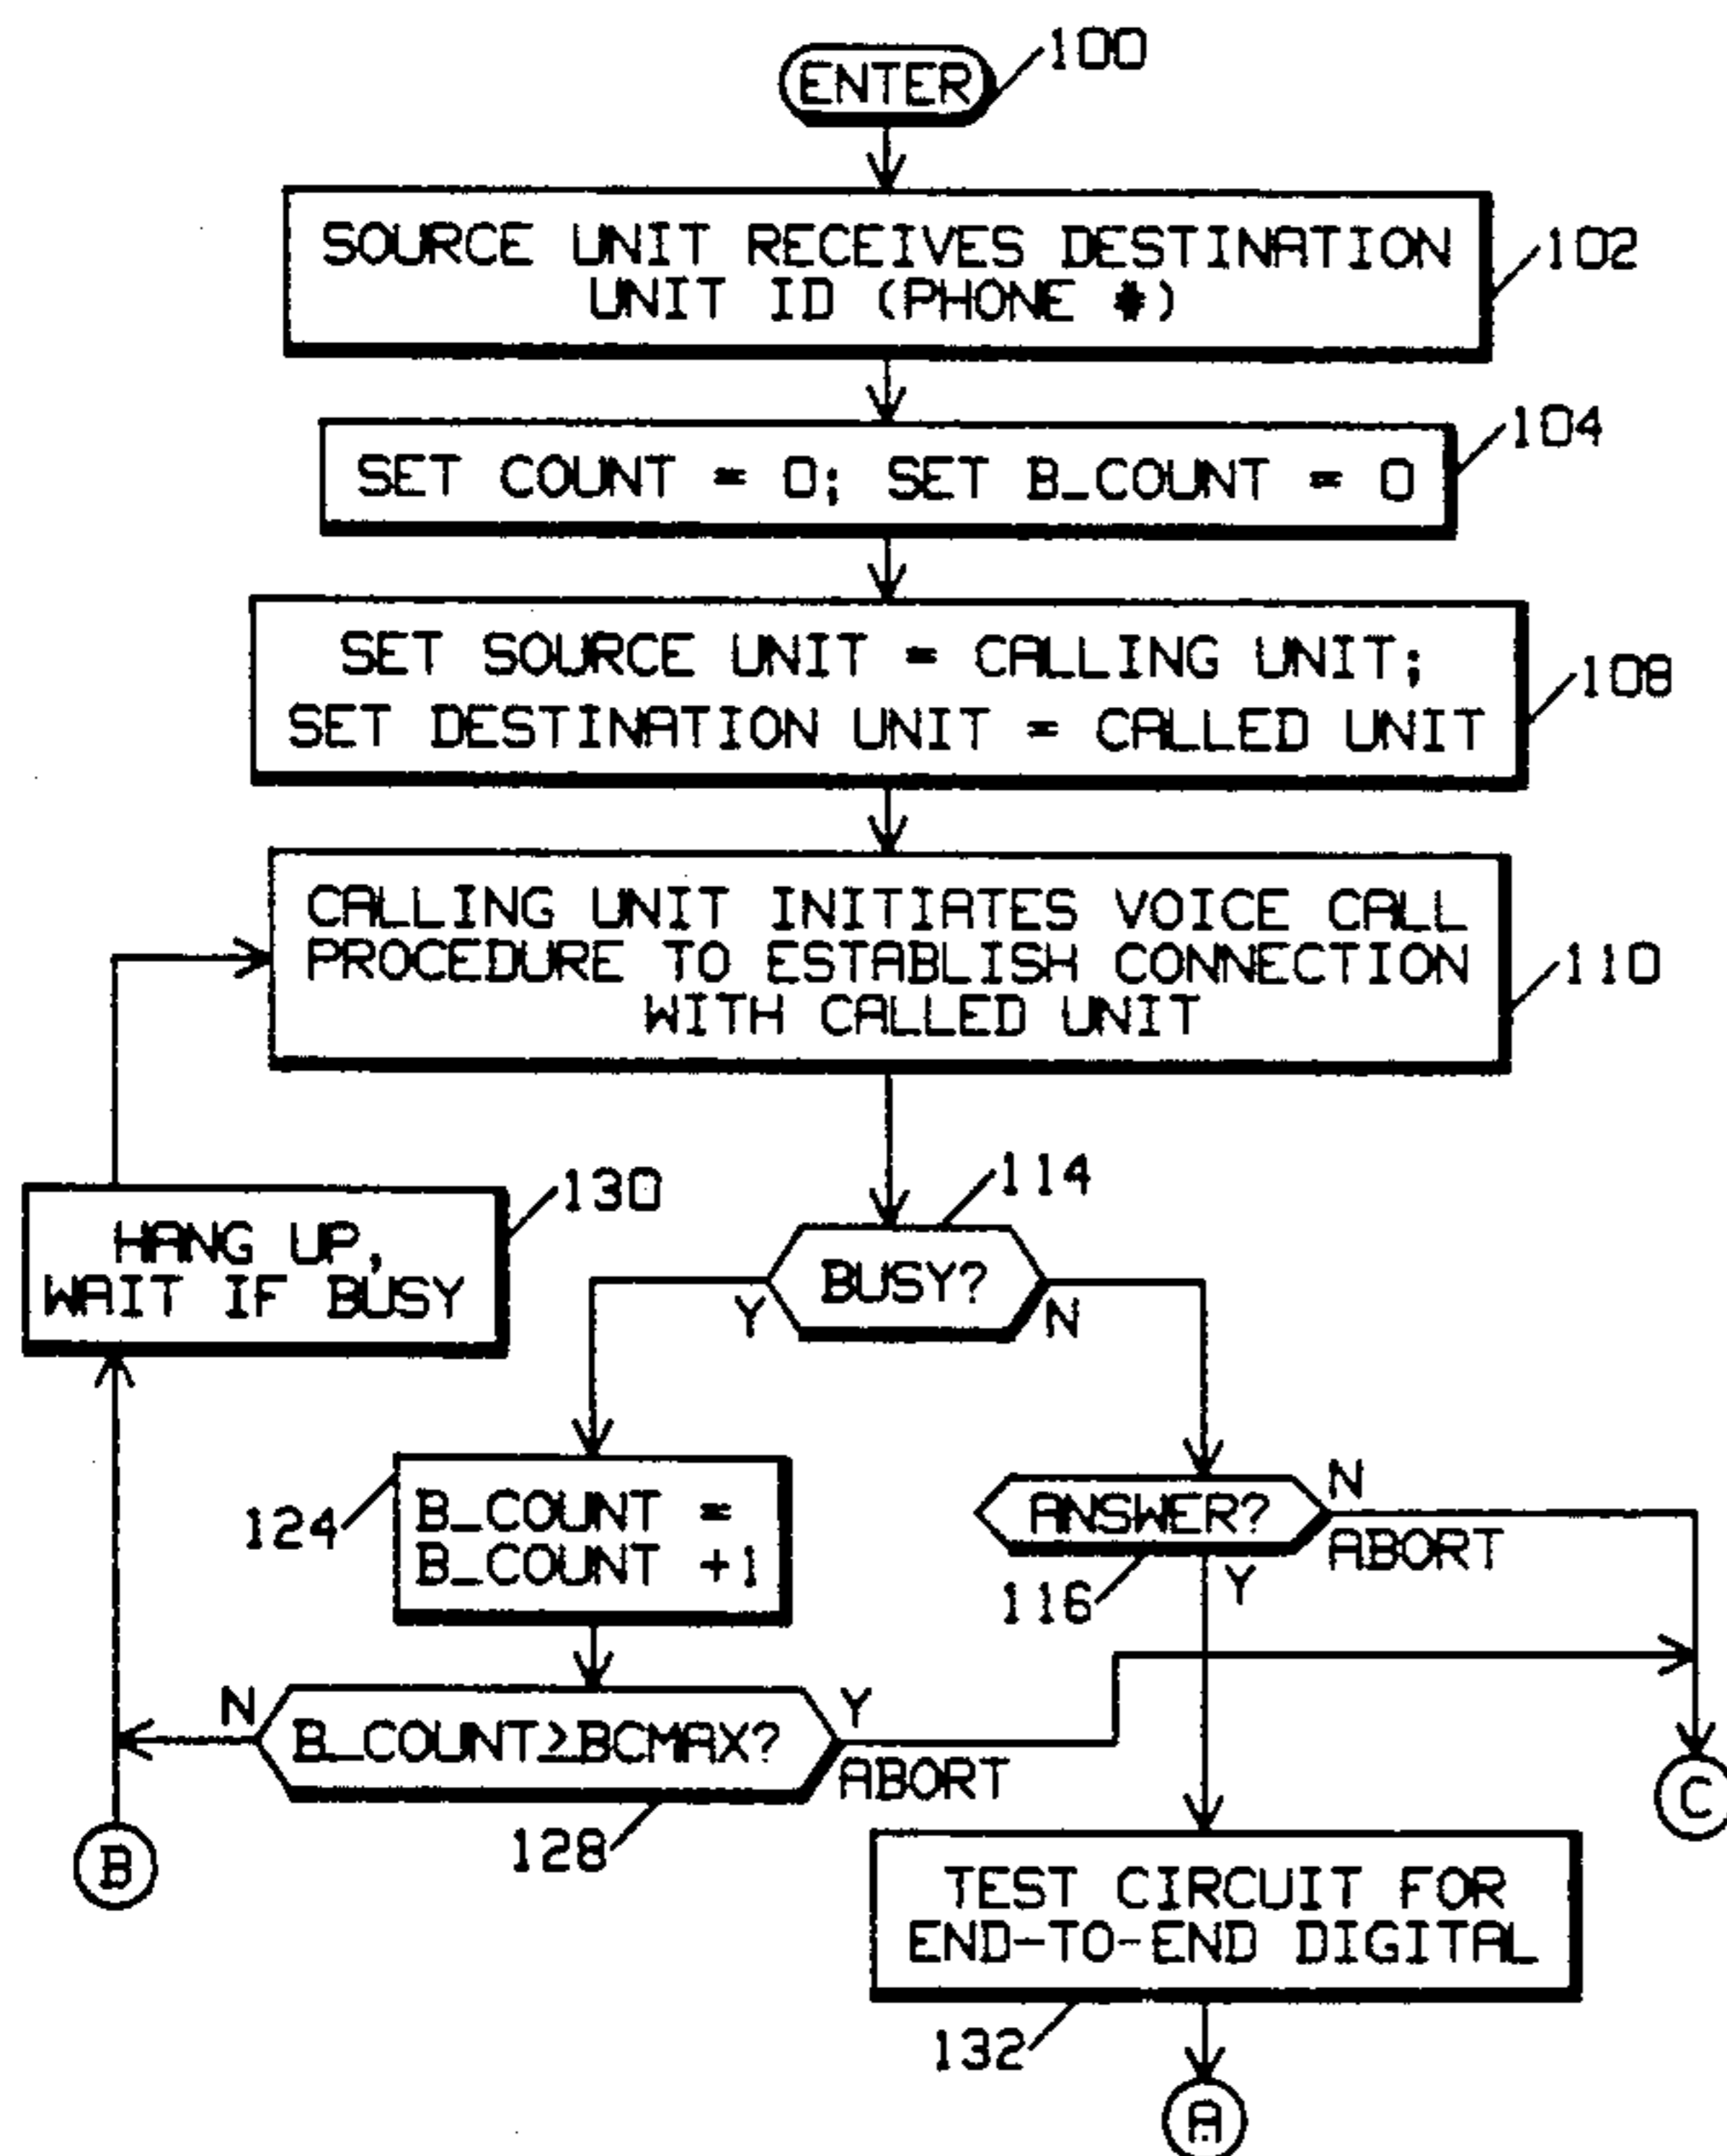 ENTER
100
SOURCE UNIT RECEIVES DESTINATION
UNIT ID (PHONE #)
102
SET COUNT = 0; SET B_COUNT = 0
104
SET SOURCE UNIT = CALLING UNIT;
SET DESTINATION UNIT = CALLED UNIT
108
CALLING UNIT INITIATES VOICE CALL
PROCEDURE TO ESTABLISH CONNECTION
WITH CALLED UNIT
110
HANG UP,
WAIT IF BUSY
130
114
BUSY?
Y
N
124
B_COUNT =
B_COUNT +1
ANSWER?
N
ABORT
116
Y
N
B_COUNT≥BCMAX?
Y
ABORT
128
B
C
TEST CIRCUIT FOR
END-TO-END DIGITAL
132
A